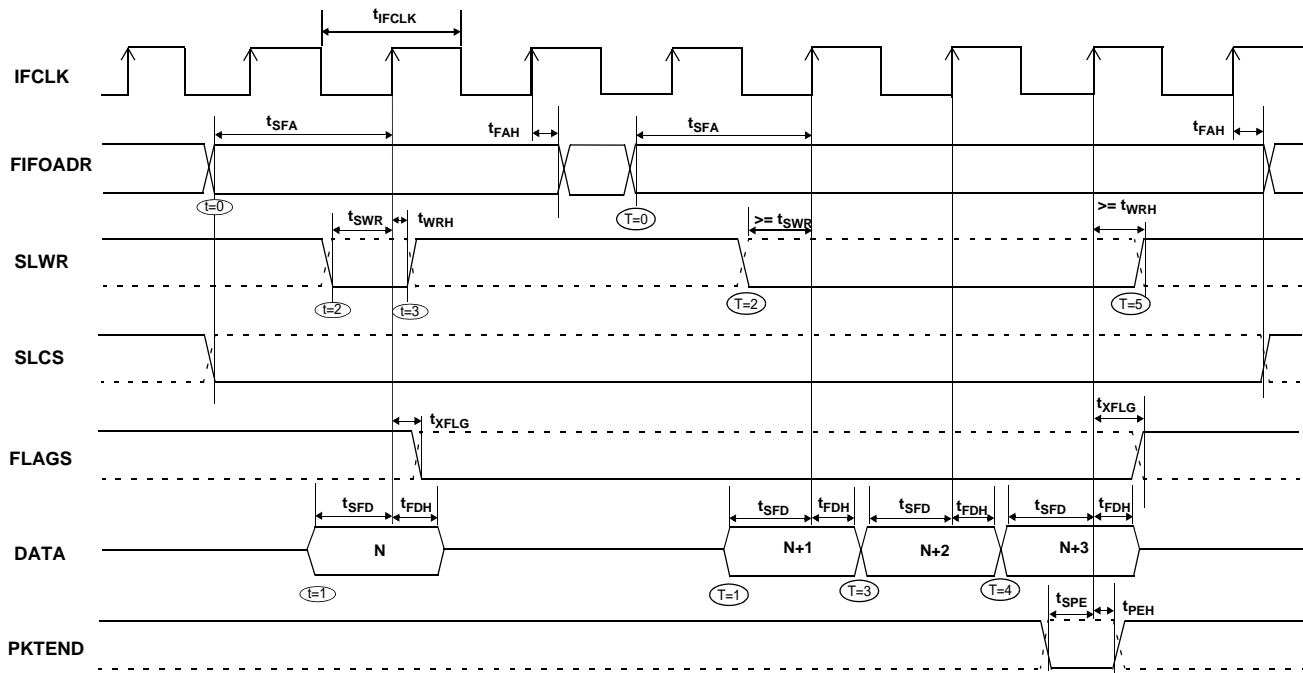 tIFCLK
IFCLK
tSFA
tFAH
tSFA
tFAH
FIFOADR
t=0
T=0
tSWR
tWRH
>= tSWR
>= tWRH
SLWR
t=2
t=3
T=2
T=5
SLCS
tXFLG
tXFLG
FLAGS
tSFD
tFDH
tSFD
tFDH
tSFD
tFDH
tSFD
tFDH
DATA
N
N+1
N+2
N+3
t=1
T=1
T=3
T=4
tSPE
tPEH
PKTEND